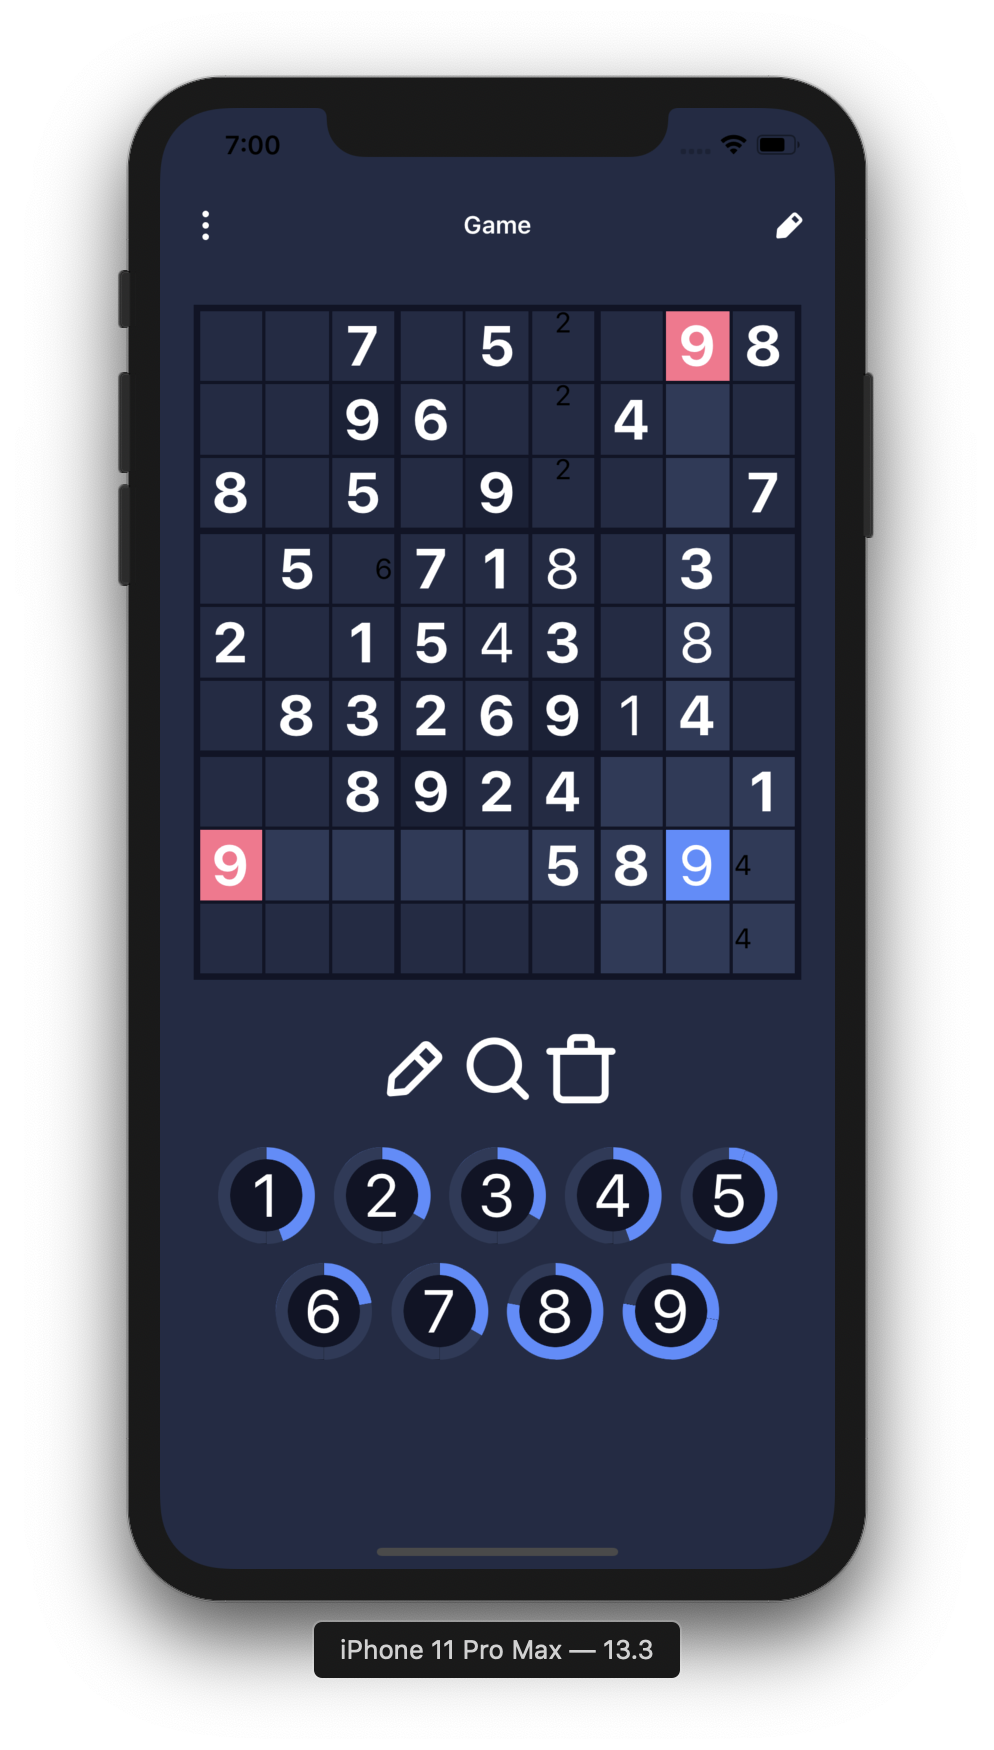 7:00
Game
7 5 2 9 8
9 6 2 4
8 5 9 2 7
5 6 7 1 8 3
2 1 5 4 3 8
8 3 2 6 9 1 4
8 9 2 4 1
9 5 8 9 4
4
1 2 3 4 5
6 7 8 9
iPhone 11 Pro Max — 13.3